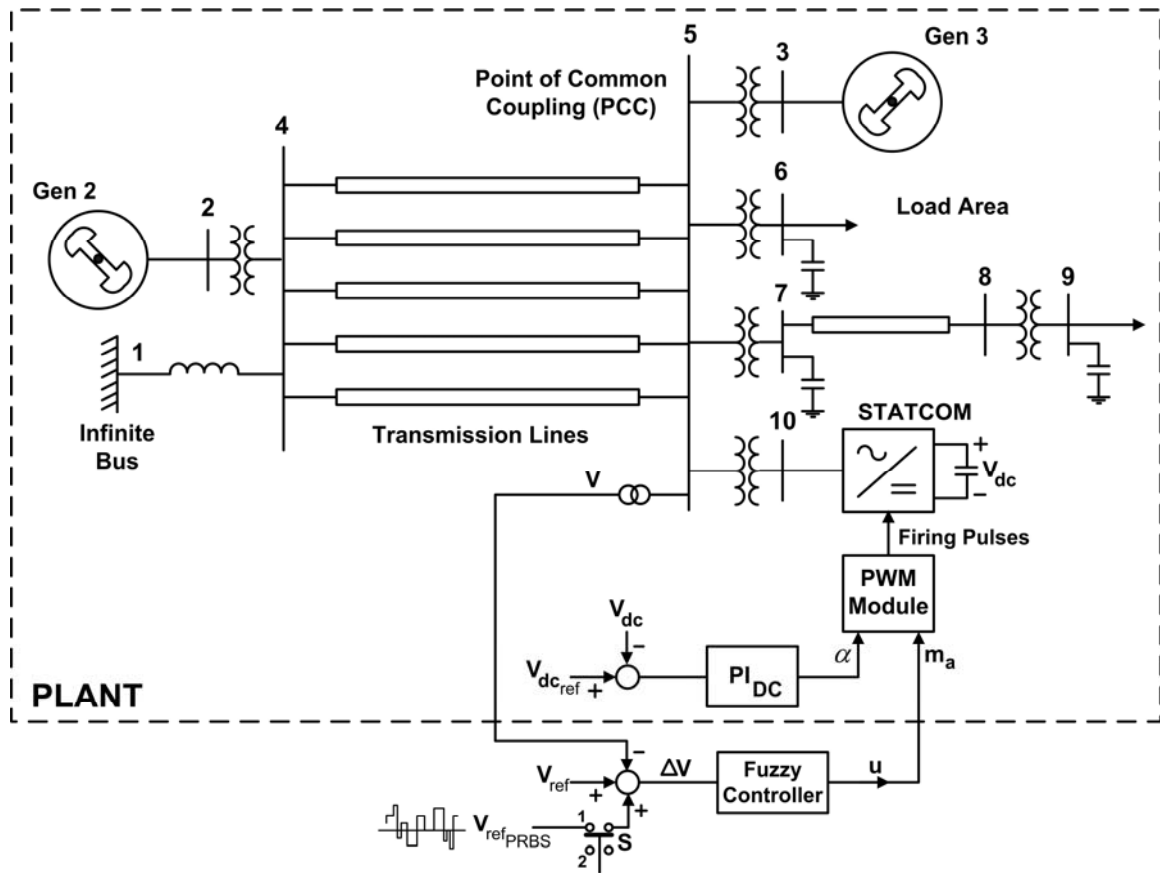 5
3
Gen 3
Point of Common
Coupling (PCC)
4
6
Gen 2
2
Load Area
7
8
9
1
Infinite
Bus
Transmission Lines
10
STATCOM
+
V
Vdc
−
Firing Pulses
PWM
Module
Vdc
−
α
ma
Vdcref
+
PIDC
PLANT
−
Vref
+
ΔV
Fuzzy
Controller
u
+
VrefPRBS
1
S
2